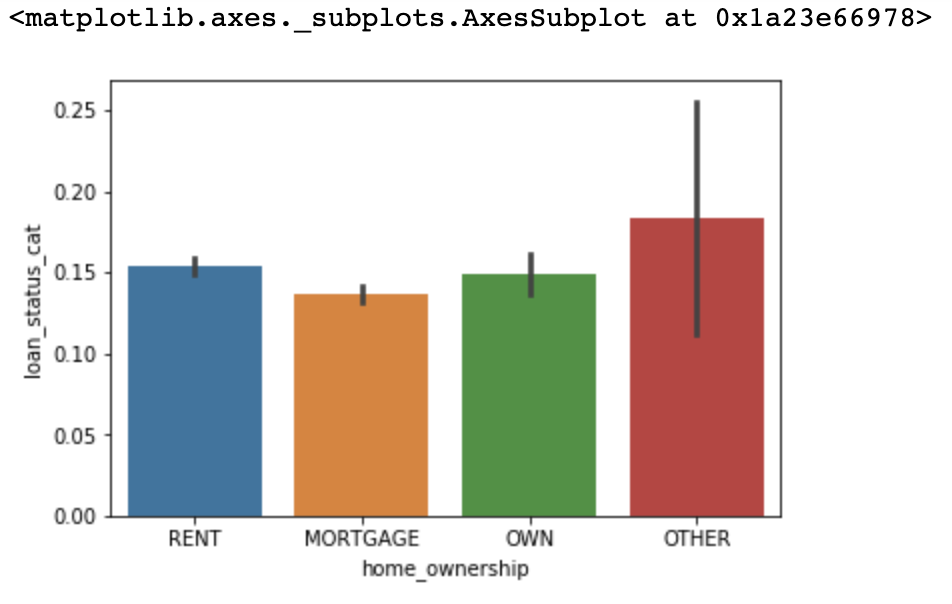 <matplotlib.axes._subplots.AxesSubplot at 0x1a23e66978>
0.25
0.20
0.15
0.10
0.05
0.00
loan_status_cat
RENT MORTGAGE OWN OTHER
home_ownership